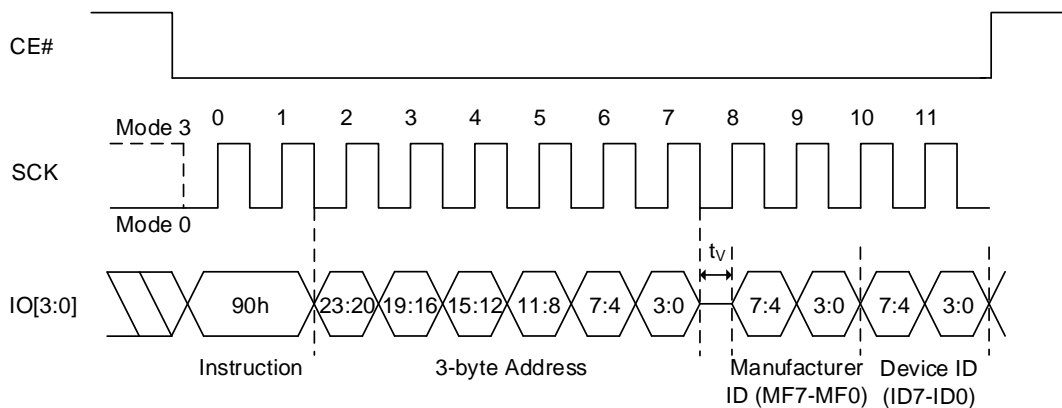 CE#
0 1 2 3 4 5 6 7 8 9 10 11
Mode 3
SCK
Mode 0
tV
IO[3:0] 90h 23:20 19:16 15:12 11:8 7:4 3:0 7:4 3:0 7:4 3:0
Instruction 3-byte Address Manufacturer Device ID
ID (MF7-MF0) (ID7-ID0)